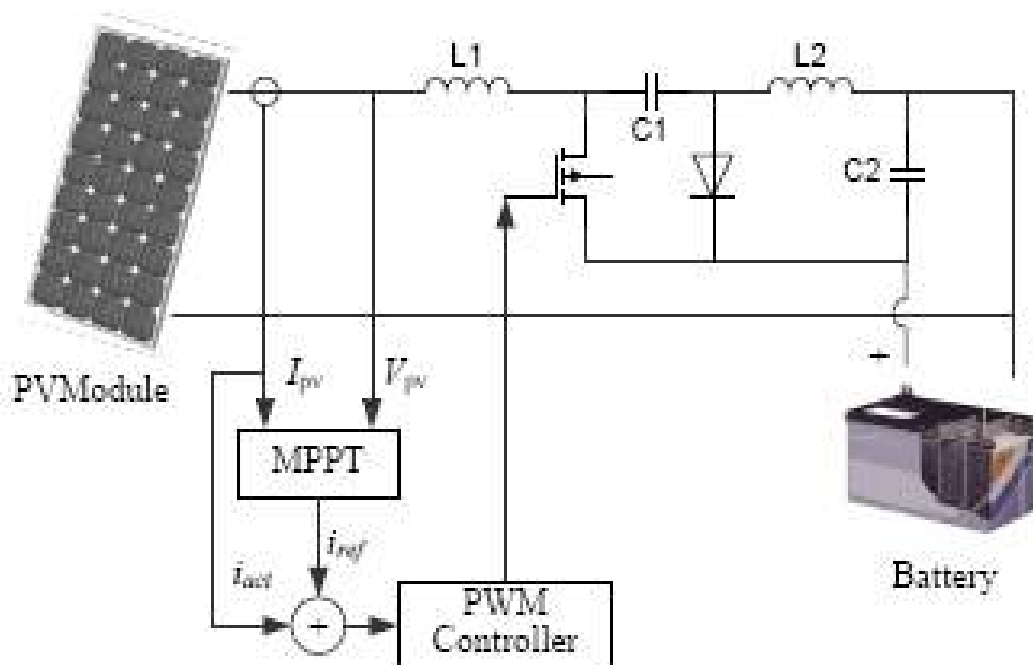 L1
L2
C1
C2
+
PVModule
Ipv
Vpv
MPPT
iref
iact
+
PWM
Controller
Battery